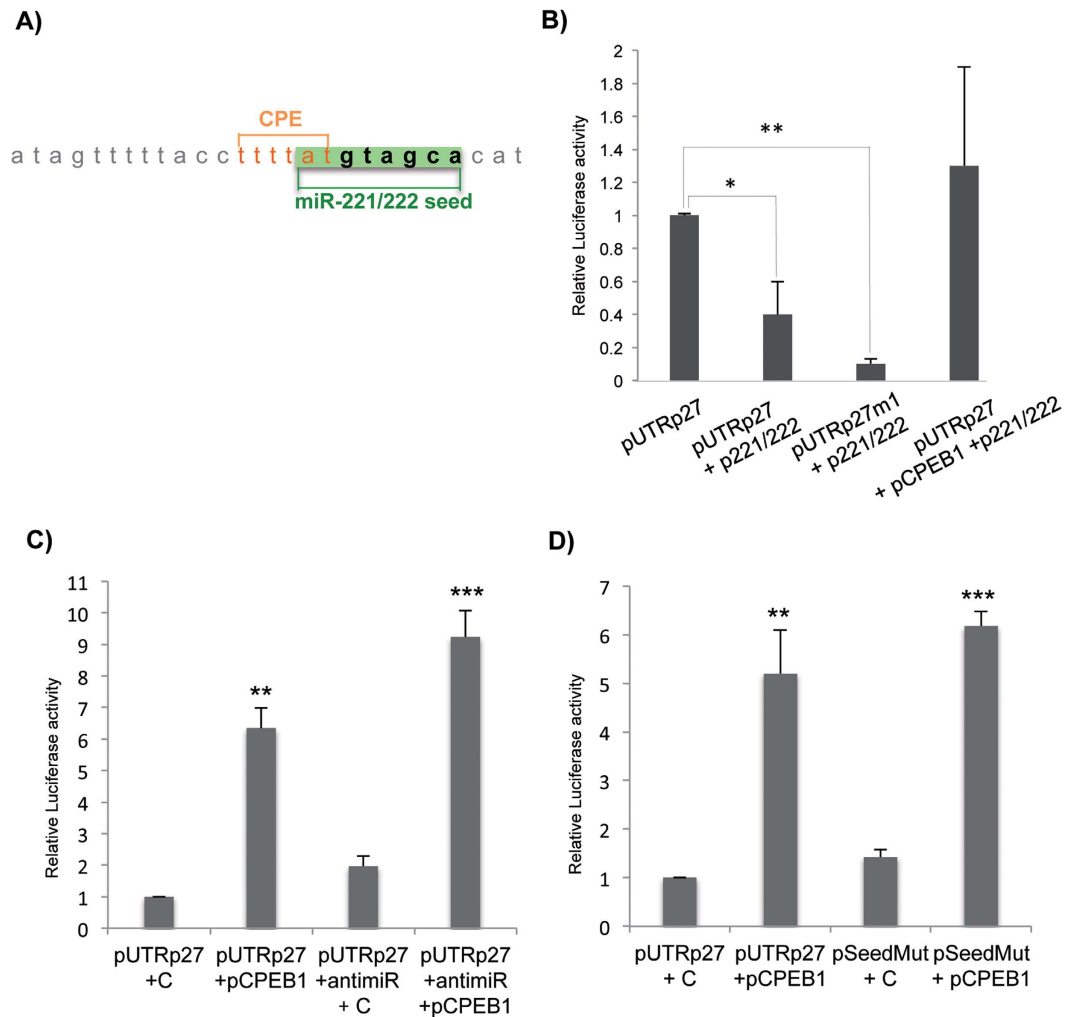 A)
CPE
atagtttttaccttttatgtagcacat
miR-221/222 seed
B)
Relative Luciferase activity
2
1.8
1.6
1.4
1.2
1
0.8
0.6
0.4
0.2
0
**
*
pUTRp27
pUTRp27
+ p221/222
pUTRp27m1
+ p221/222
pUTRp27
+ pCPEB1 +p221/222
C)
Relative Luciferase activity
11
10
9
8
7
6
5
4
3
2
1
0
**
***
pUTRp27
+C
pUTRp27
+pCPEB1
pUTRp27
+antimiR
+ C
pUTRp27
+antimiR
+pCPEB1
D)
Relative Luciferase activity
7
6
5
4
3
2
1
0
**
***
pUTRp27
+ C
pUTRp27
+pCPEB1
pSeedMut
+ C
pSeedMut
+ pCPEB1